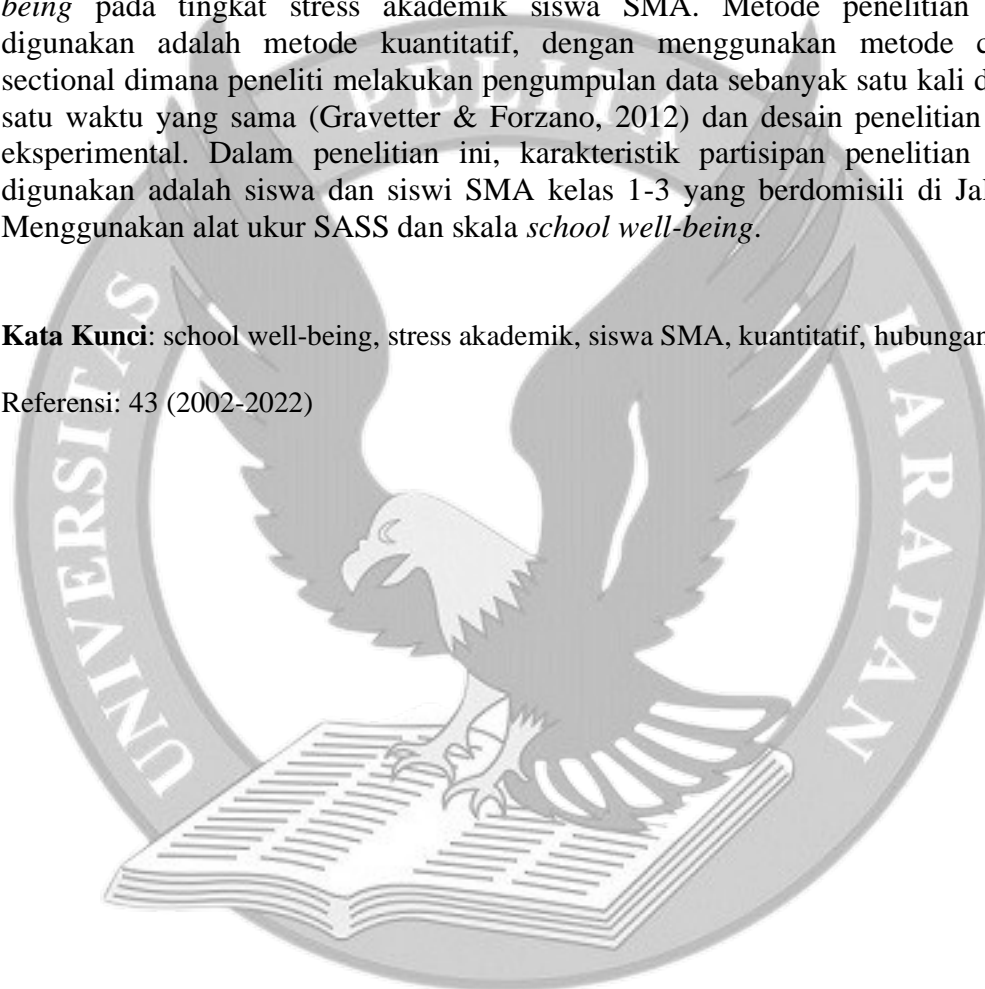 being pada tingkat stress akademik siswa SMA. Metode penelitian
digunakan adalah metode kuantitatif, dengan menggunakan metode
sectional dimana peneliti melakukan pengumpulan data sebanyak satu kali
satu waktu yang sama (Gravetter & Forzano, 2012) dan desain penelitian
eksperimental. Dalam penelitian ini, karakteristik partisipan penelitian
digunakan adalah siswa dan siswi SMA kelas 1-3 yang berdomisili di
Menggunakan alat ukur SASS dan skala school well-being.
Kata Kunci: school well-being, stress akademik, siswa SMA, kuantitatif, hubungan
Referensi: 43 (2002-2022)
UNIVERSITAS
PELITA
HARAPAN